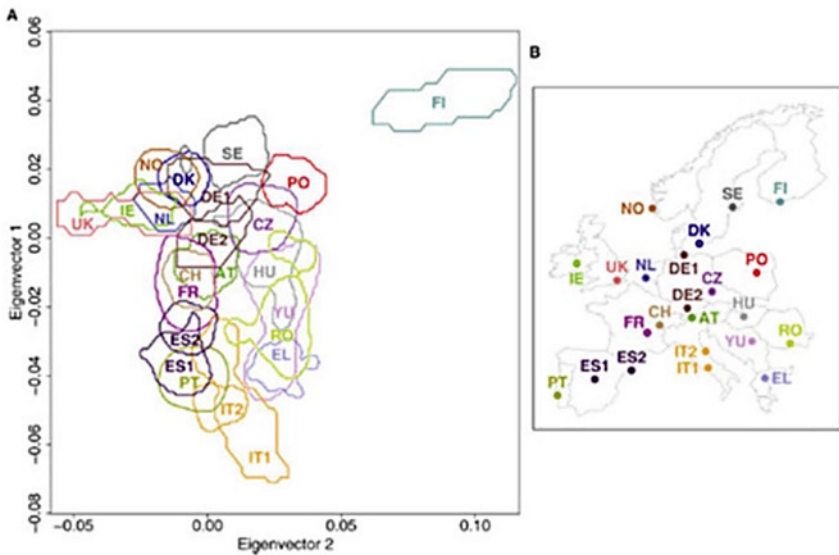 A
0.06
0.04
0.02
0.00
−0.02
−0.04
−0.06
−0.08
Eigenvector 1
−0.05
0.00
0.05
0.10
Eigenvector 2
FI
SE
NO
DK
PO
DE1
IE
NL
UK
CZ
DE2
CH
AT
HU
FR
YU
RO
ES2
EL
ES1
PT
IT2
IT1
B
NO
SE
FI
DK
IE
UK
NL
DE1
PO
CZ
DE2
HU
FR
CH
AT
YU
RO
IT2
IT1
ES1
ES2
PT
EL